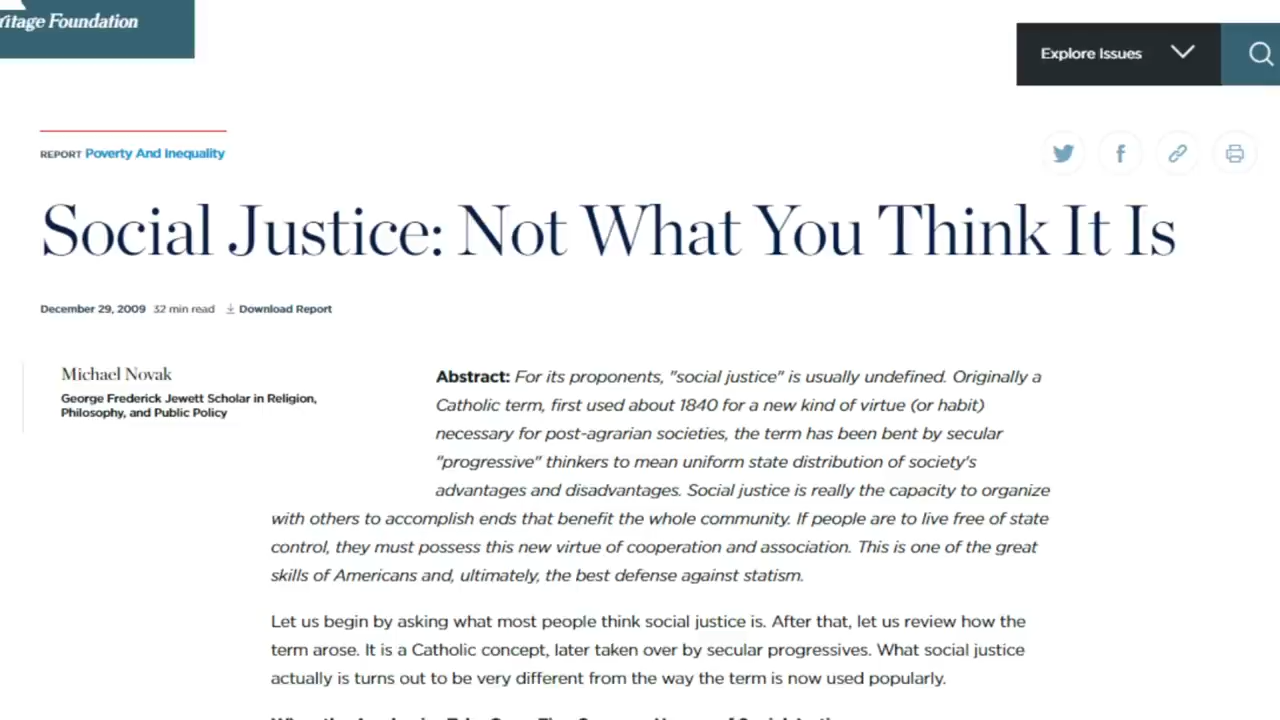 Foundation
Explore Issues
REPORT Poverty And Inequality
Social Justice: Not What You Think It Is
December 29, 2009 32 min read Download Report
Michael Novak
George Frederick Jewett Scholar in Religion,
Philosophy, and Public Policy
Abstract: For its proponents, "social justice" is usually undefined. Originally a
Catholic term, first used about 1840 for a new kind of virtue (or habit)
necessary for post-agrarian societies, the term has been bent by secular
"progressive" thinkers to mean uniform state distribution of society's
advantages and disadvantages. Social justice is really the capacity to organize
with others to accomplish ends that benefit the whole community. If people are to live free of state
control, they must possess this new virtue of cooperation and association. This is one of the great
skills of Americans and, ultimately, the best defense against statism.
Let us begin by asking what most people think social justice is. After that, let us review how the
term arose. It is a Catholic concept, later taken over by secular progressives. What social justice
actually is turns out to be very different from the way the term is now used popularly.